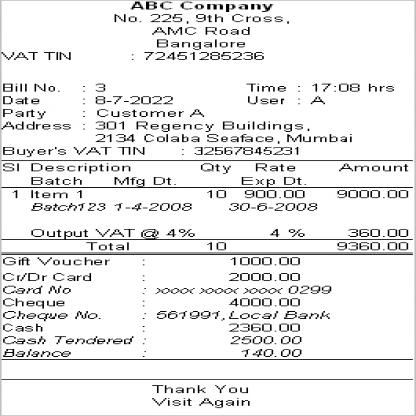 ABC Company
No. 225, 9th Cross,
AMC Road
Bangalore
VAT TIN : 72451285236
Bill No. : 3 Time : 17:08 hrs
Date : 8-7-2022 User : A
Party : Customer A
Address : 301 Regency Buildings,
2134 Colaba Seaface, Mumbai
Buyer's VAT TIN : 32567845231
Sl Description Qty Rate Amount
Batch Mfg Dt. Exp Dt.
1 Item 1 10 900.00 9000.00
Batch123 1-4-2008 30-6-2008
Output VAT @ 4% 4 % 360.00
Total 10 9360.00
Gift Voucher : 1000.00
Cr/Dr Card : 2000.00
Card No : xxxx xxxx xxxx 0299
Cheque : 4000.00
Cheque No. : 561991, Local Bank
Cash : 2360.00
Cash Tendered : 2500.00
Balance : 140.00
Thank You
Visit Again